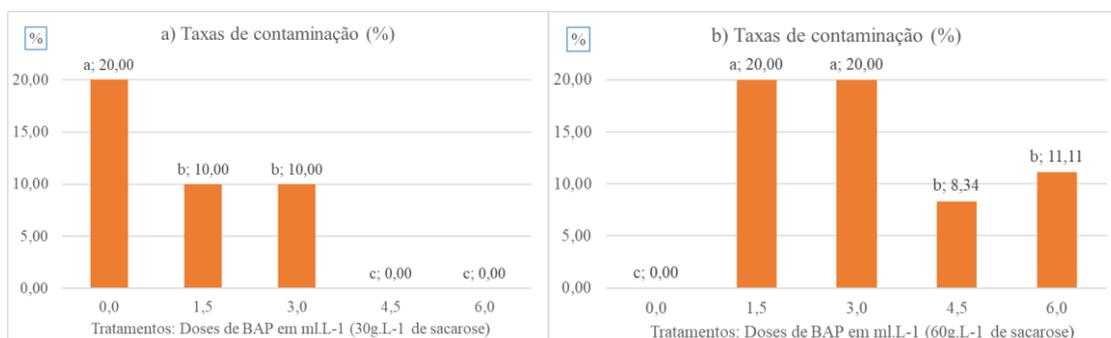 %
a) Taxas de contaminação (%)
a; 20,00
20,00
15,00
b; 10,00
b; 10,00
10,00
5,00
c; 0,00
c; 0,00
0,00
0,0
1,5
3,0
4,5
6,0
Tratamentos: Doses de BAP em ml.L-1 (30g.L-1 de sacarose)
%
b) Taxas de contaminação (%)
a; 20,00
a; 20,00
20,00
15,00
b; 11,11
10,00
b; 8,34
5,00
c; 0,00
0,00
0,0
1,5
3,0
4,5
6,0
Tratamentos: Doses de BAP em ml.L-1 (60g.L-1 de sacarose)